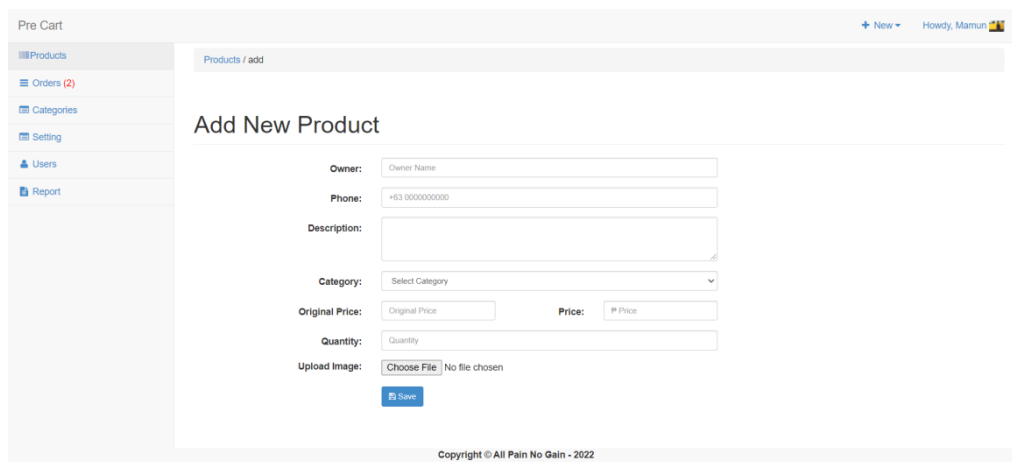 Pre Cart
New
Howdy, Mamun
Products
Orders (2)
Categories
Setting
Users
Report
Products / add
Add New Product
Owner: Owner Name
Phone: +63 0000000000
Description:
Category: Select Category
Original Price: Original Price Price: ₱ Price
Quantity: Quantity
Upload Image: Choose File No file chosen
Save
Copyright © All Pain No Gain - 2022